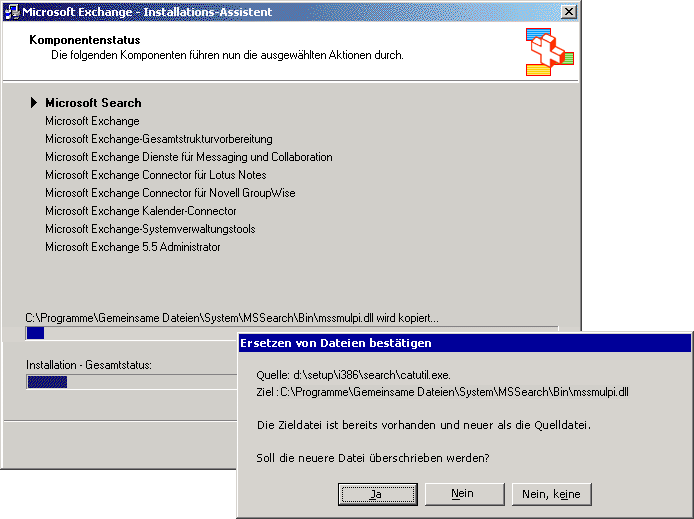 Microsoft Exchange - Installations-Assistent
Komponentenstatus
Die folgenden Komponenten führen nun die ausgewählten Aktionen durch.
Microsoft Search
Microsoft Exchange
Microsoft Exchange-Gesamtstrukturvorbereitung
Microsoft Exchange Dienste für Messaging und Collaboration
Microsoft Exchange Connector für Lotus Notes
Microsoft Exchange Connector für Novell GroupWise
Microsoft Exchange Kalender-Connector
Microsoft Exchange-Systemverwaltungstools
Microsoft Exchange 5.5 Administrator
C:\Programme\Gemeinsame Dateien\System\MSSearch\Bin\mssmulpi.dll wird kopiert...
Installation - Gesamtstatus:
Ersetzen von Dateien bestätigen
Quelle: d:\setup\i386\search\catutil.exe.
Ziel : C:\Programme\Gemeinsame Dateien\System\MSSearch\Bin\mssmulpi.dll
Die Zieldatei ist bereits vorhanden und neuer als die Quelldatei.
Soll die neuere Datei überschrieben werden?
Ja
Nein
Nein, keine